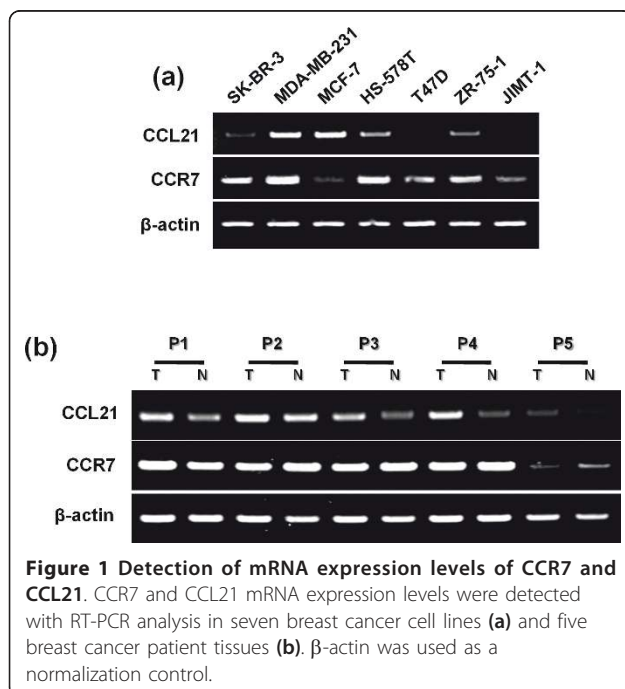 (a)
SK-BR-3 MDA-MB-231 MCF-7 HS-578T T47D ZR-75-1 JIMT-1
CCL21
CCR7
β-actin
(b)
P1 P2 P3 P4 P5
T N T N T N T N T N
CCL21
CCR7
β-actin
Figure 1 Detection of mRNA expression levels of CCR7 and
CCL21. CCR7 and CCL21 mRNA expression levels were detected
with RT-PCR analysis in seven breast cancer cell lines (a) and five
breast cancer patient tissues (b). β-actin was used as a
normalization control.